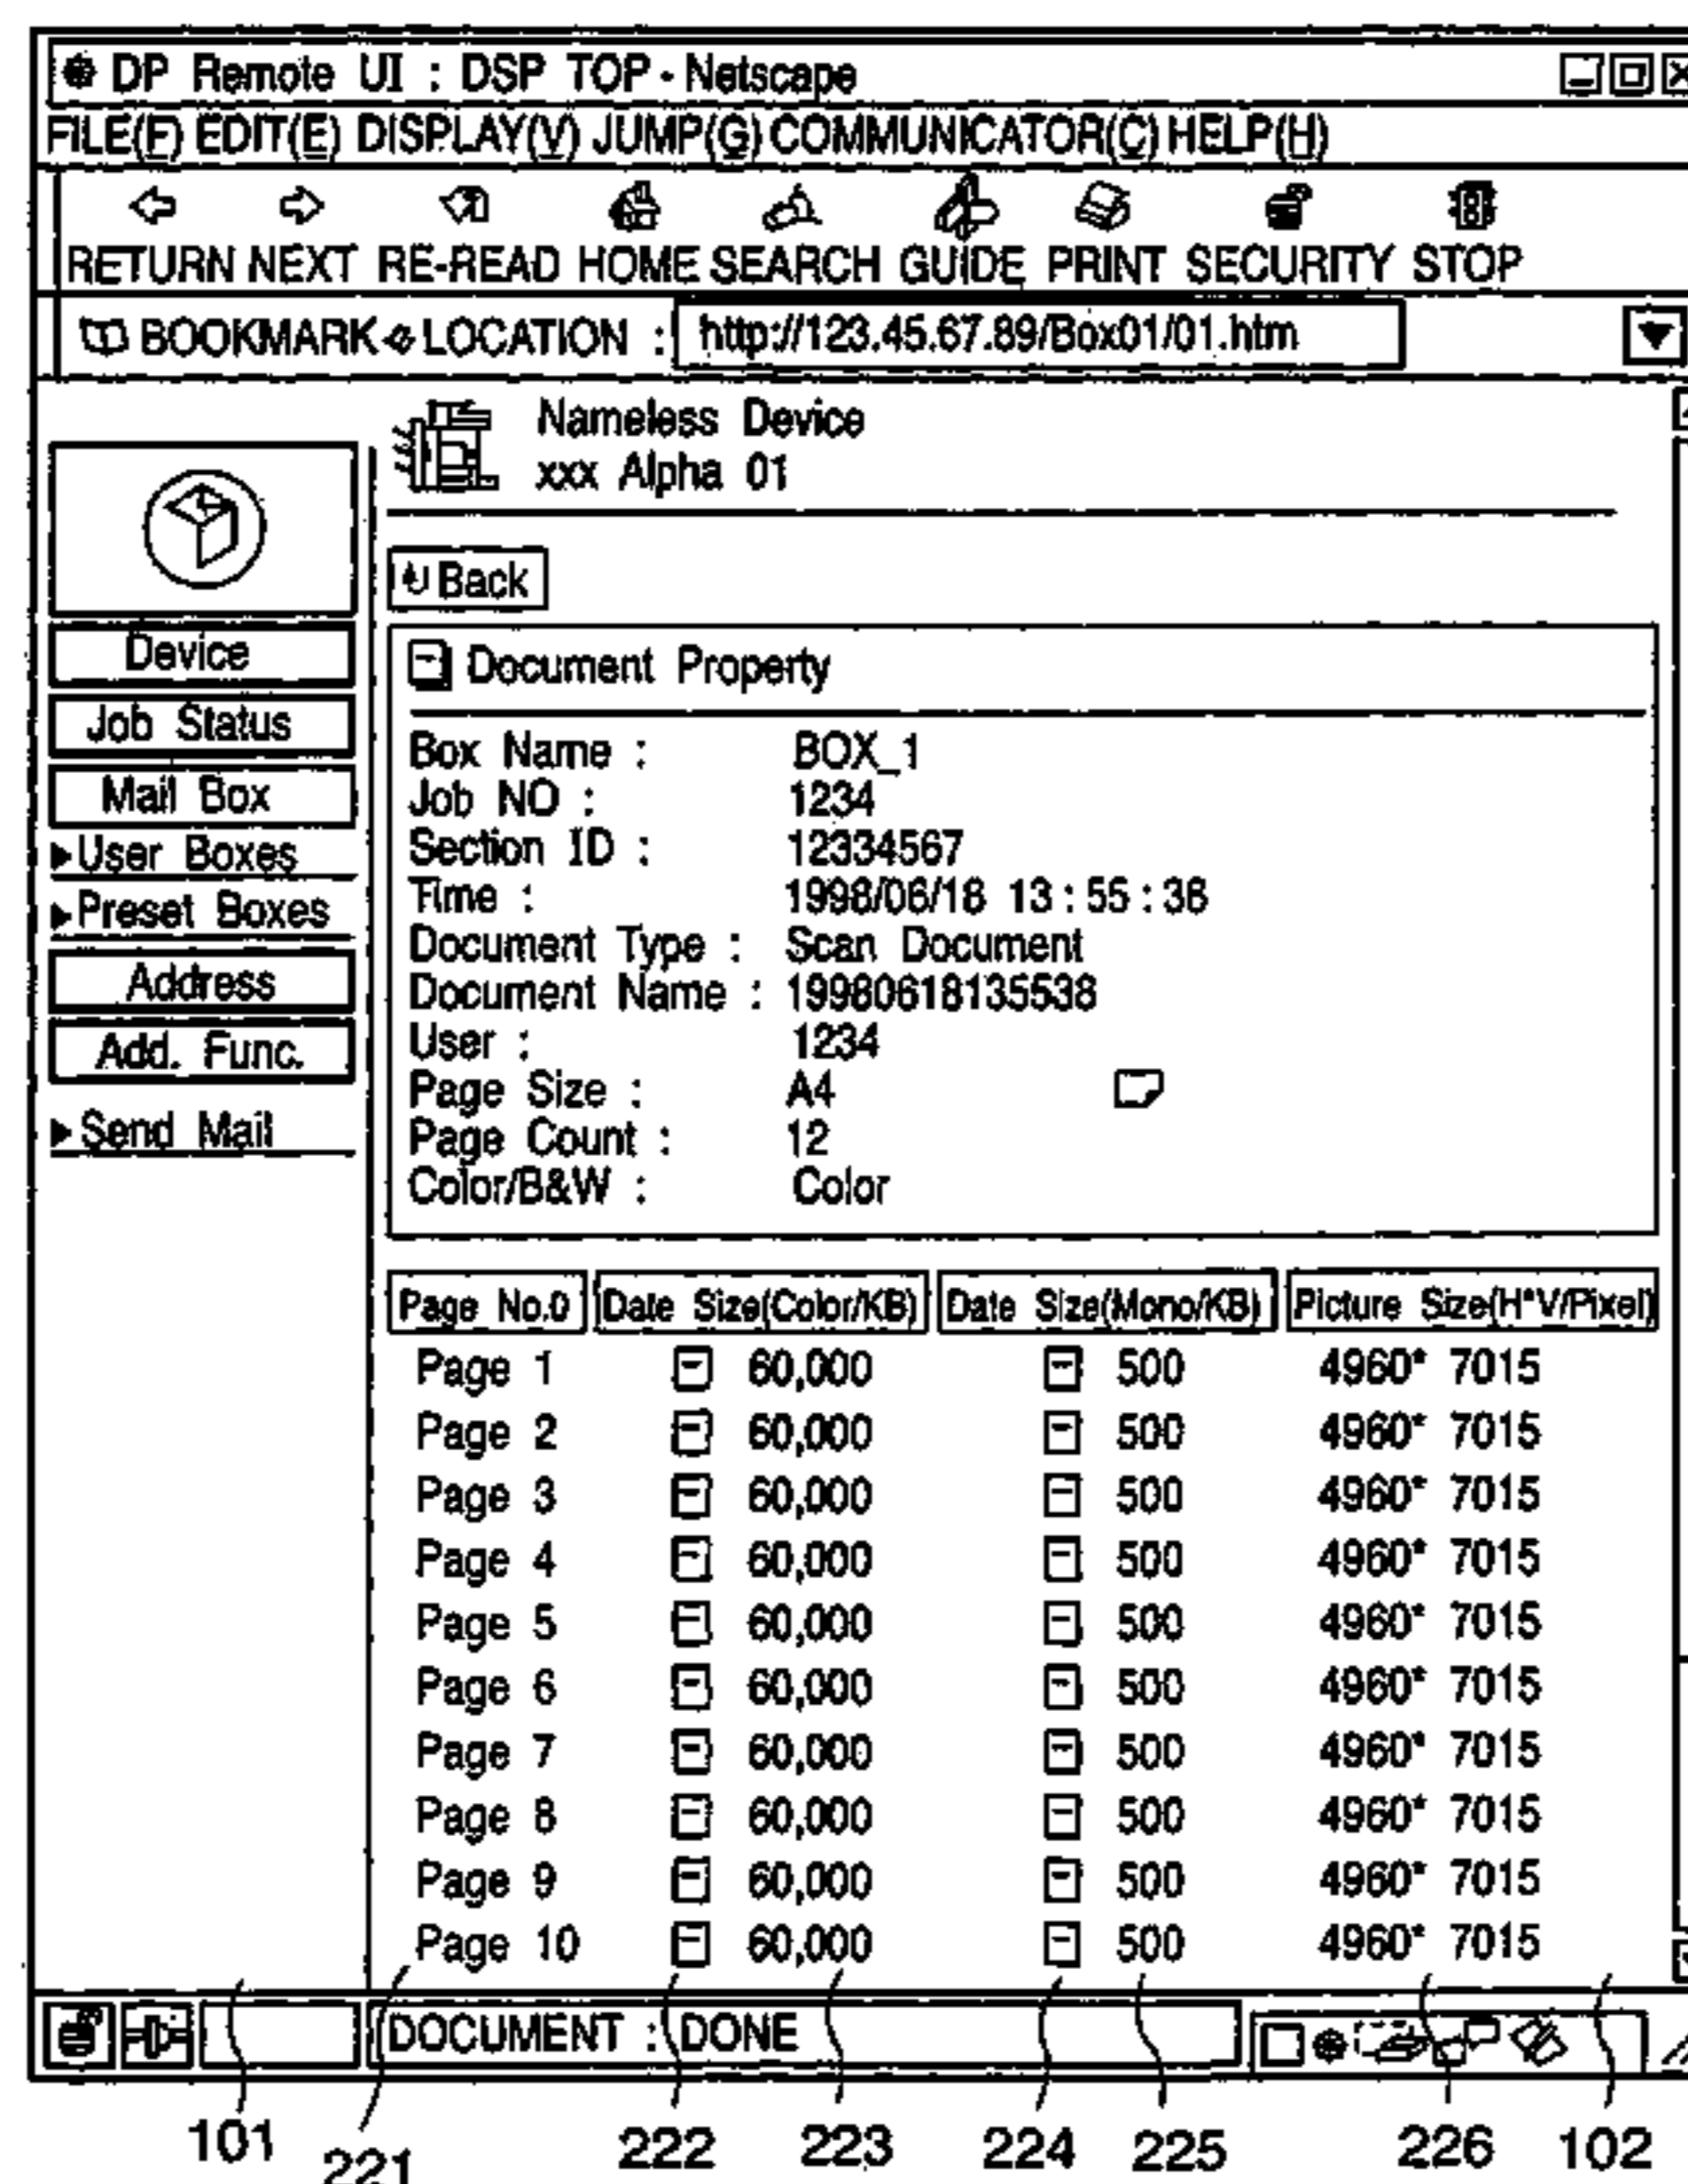 DP Remote UI : DSP TOP - Netscape
FILE(F) EDIT(E) DISPLAY(V) JUMP(G) COMMUNICATOR(C) HELP(H)
RETURN NEXT RE-READ HOME SEARCH GUIDE PRINT SECURITY STOP
BOOKMARK LOCATION : http://123.45.67.89/Box01/01.htm
Nameless Device
xxx Alpha 01
Back
Device
Job Status
Mail Box
▶User Boxes
▶Preset Boxes
Address
Add. Func.
▶Send Mail
Document Property
Box Name : BOX_1
Job NO : 1234
Section ID : 12334567
Time : 1998/06/18 13 : 55 : 38
Document Type : Scan Document
Document Name : 19980618135538
User : 1234
Page Size : A4
Page Count : 12
Color/B&W : Color
Page No.0 Date Size(Color/KB) Date Size(Mono/KB) Picture Size(H*V/Pixel)
Page 1 60,000 500 4960* 7015
Page 2 60,000 500 4960* 7015
Page 3 60,000 500 4960* 7015
Page 4 60,000 500 4960* 7015
Page 5 60,000 500 4960* 7015
Page 6 60,000 500 4960* 7015
Page 7 60,000 500 4960* 7015
Page 8 60,000 500 4960* 7015
Page 9 60,000 500 4960* 7015
Page 10 60,000 500 4960* 7015
DOCUMENT : DONE
101 221 222 223 224 225 226 102